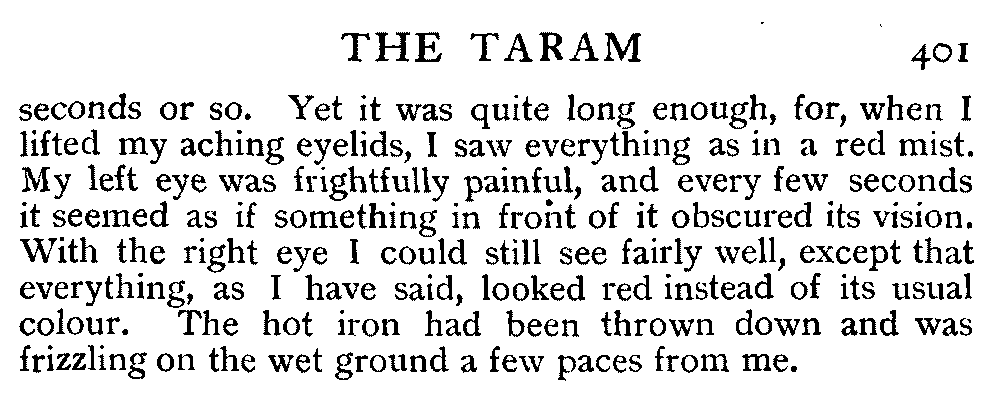 THE TARAM 401
seconds or so. Yet it was quite long enough, for, when I
lifted my aching eyelids, I saw everything as in a red mist.
My left eye was frightfully painful, and every few seconds
it seemed as if something in front of it obscured its vision.
With the right eye I could still see fairly well, except that
everything, as I have said, looked red instead of its usual
colour. The hot iron had been thrown down and was
frizzling on the wet ground a few paces from me.